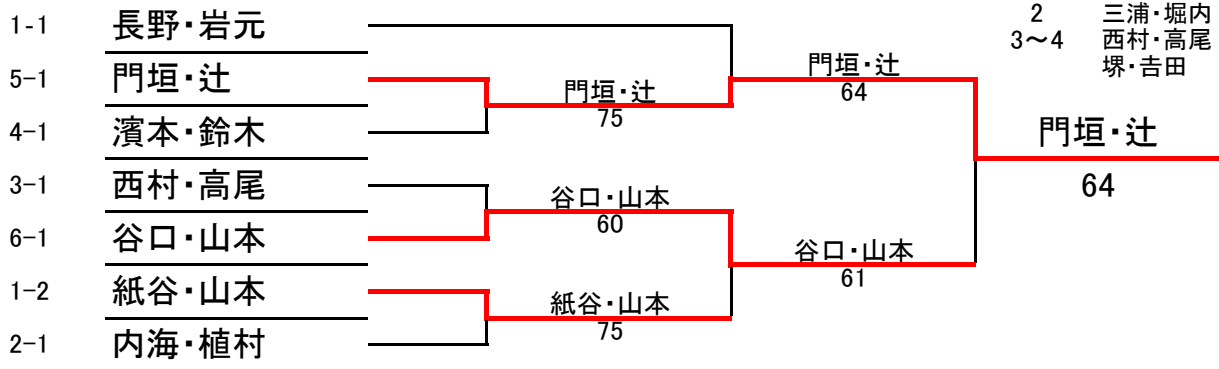 1-1 長野・岩元
2 三浦・堀内
3～4 西村・高尾
堺・𠮷田
5-1 門垣・辻
門垣・辻
75
門垣・辻
64
4-1 濱本・鈴木
門垣・辻
64
3-1 西村・高尾
谷口・山本
60
6-1 谷口・山本
谷口・山本
61
1-2 紙谷・山本
紙谷・山本
75
2-1 内海・植村